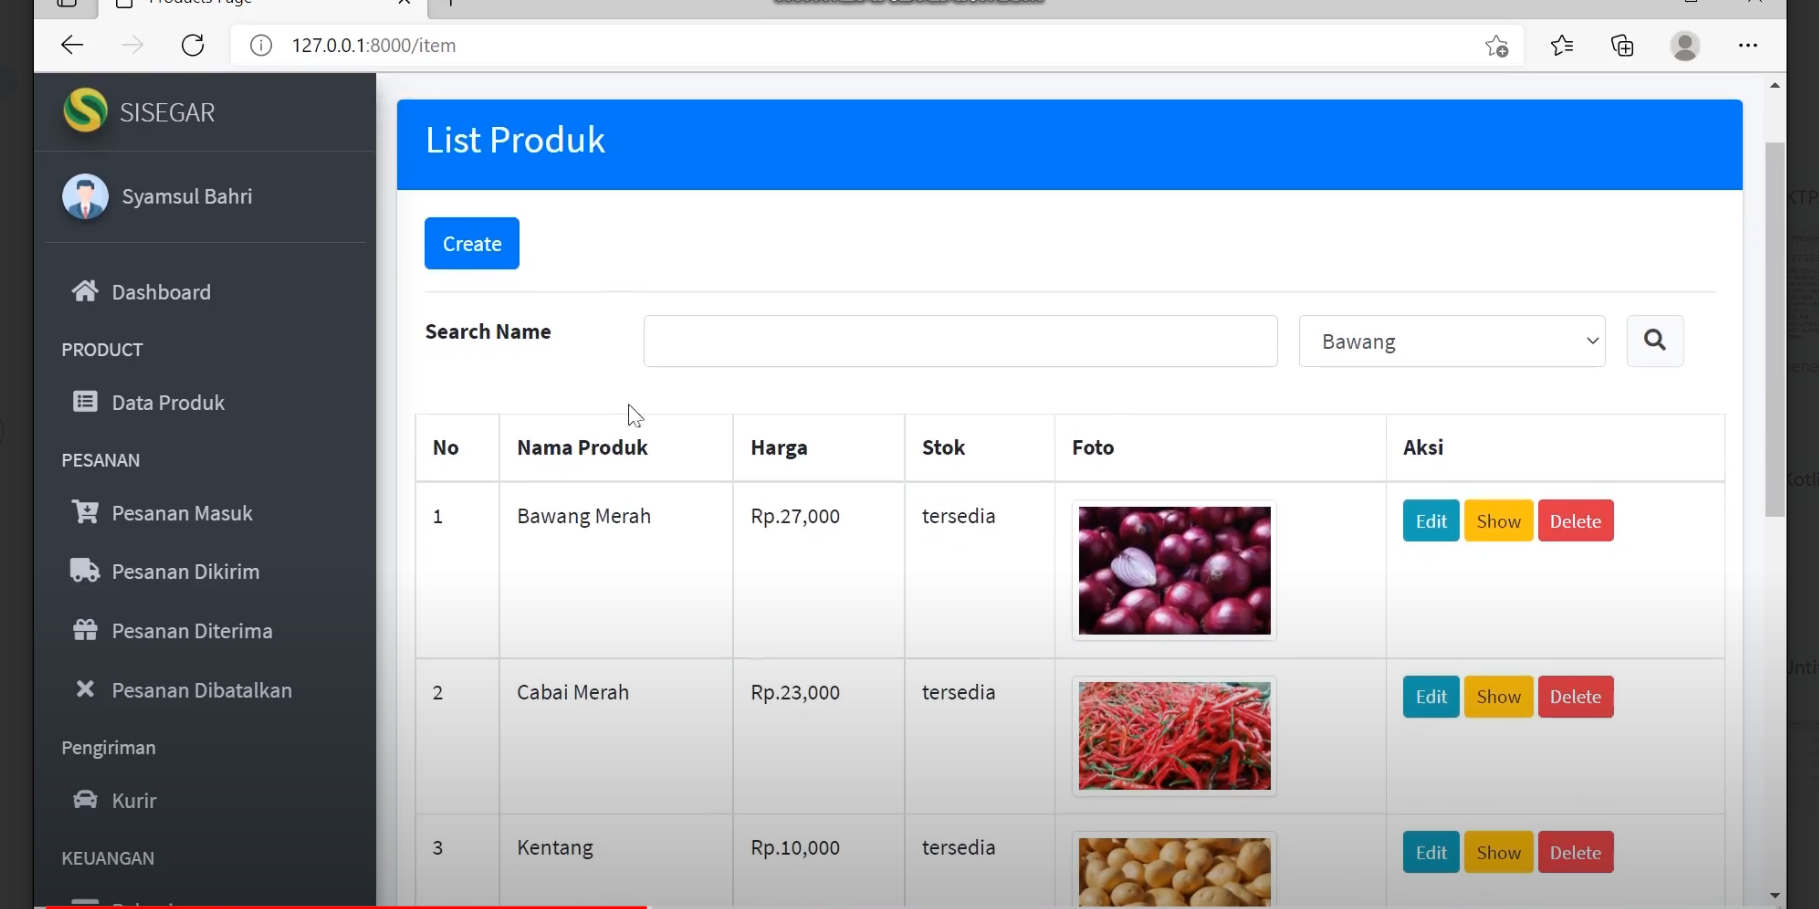 Products Page
127.0.0.1:8000/item
SISEGAR
Syamsul Bahri
Dashboard
PRODUCT
Data Produk
PESANAN
Pesanan Masuk
Pesanan Dikirim
Pesanan Diterima
Pesanan Dibatalkan
Pengiriman
Kurir
KEUANGAN
List Produk
Create
Search Name
Bawang
No Nama Produk Harga Stok Foto Aksi
1 Bawang Merah Rp.27,000 tersedia Edit Show Delete
2 Cabai Merah Rp.23,000 tersedia Edit Show Delete
3 Kentang Rp.10,000 tersedia Edit Show Delete
KTP